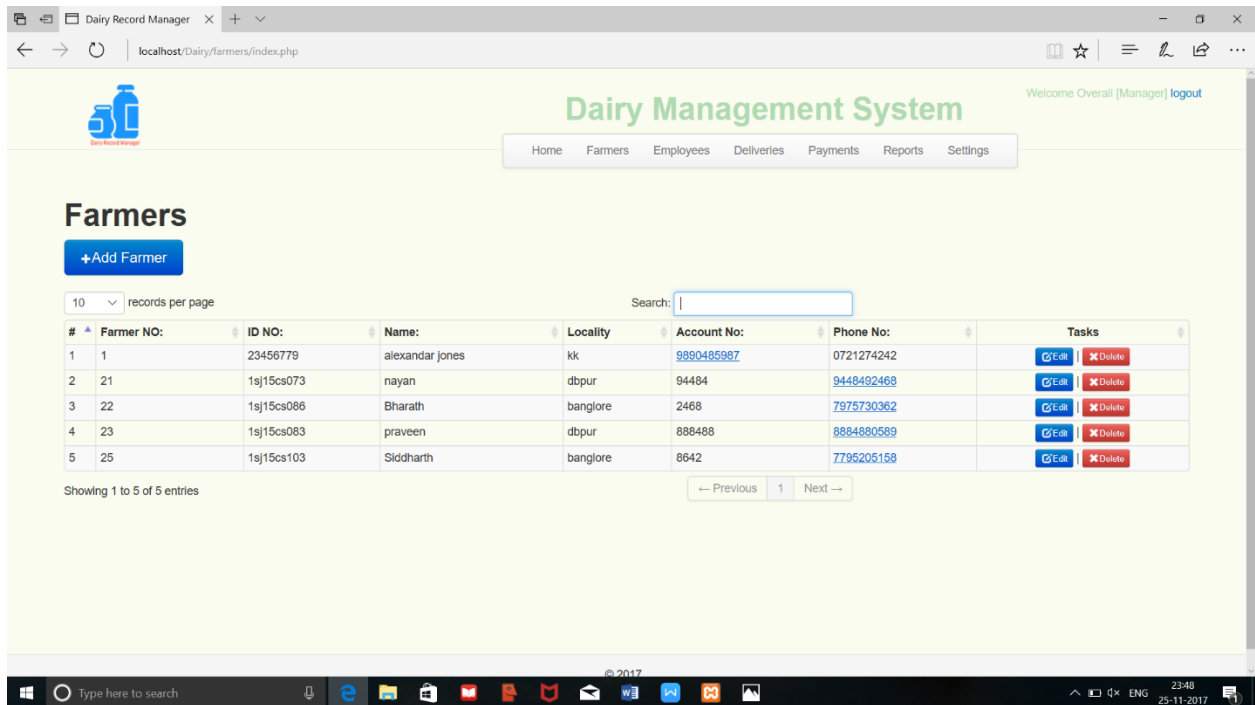 Dairy Record Manager
localhost/Dairy/farmers/index.php
Dairy Record Manager
Dairy Management System
Welcome Overall [Manager] logout
Home Farmers Employees Deliveries Payments Reports Settings
Farmers
+Add Farmer
10 records per page
Search:
# Farmer NO: ID NO: Name: Locality Account No: Phone No: Tasks
1 1 23456779 alexandar jones kk 9890485987 0721274242 Edit | Delete
2 21 1sj15cs073 nayan dbpur 94484 9448492468 Edit | Delete
3 22 1sj15cs086 Bharath banglore 2468 7975730362 Edit | Delete
4 23 1sj15cs083 praveen dbpur 888488 8884880589 Edit | Delete
5 25 1sj15cs103 Siddharth banglore 8642 7795205158 Edit | Delete
Showing 1 to 5 of 5 entries
← Previous 1 Next →
© 2017
Type here to search
ENG
23:48
25-11-2017